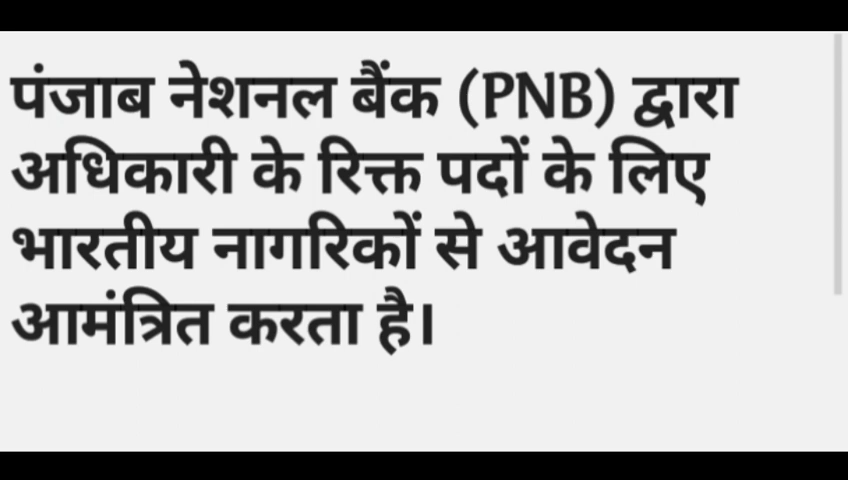 पंजाब नेशनल बैंक (PNB) द्वारा
अधिकारी के रिक्त पदों के लिए
भारतीय नागरिकों से आवेदन
आमंत्रित करता है।